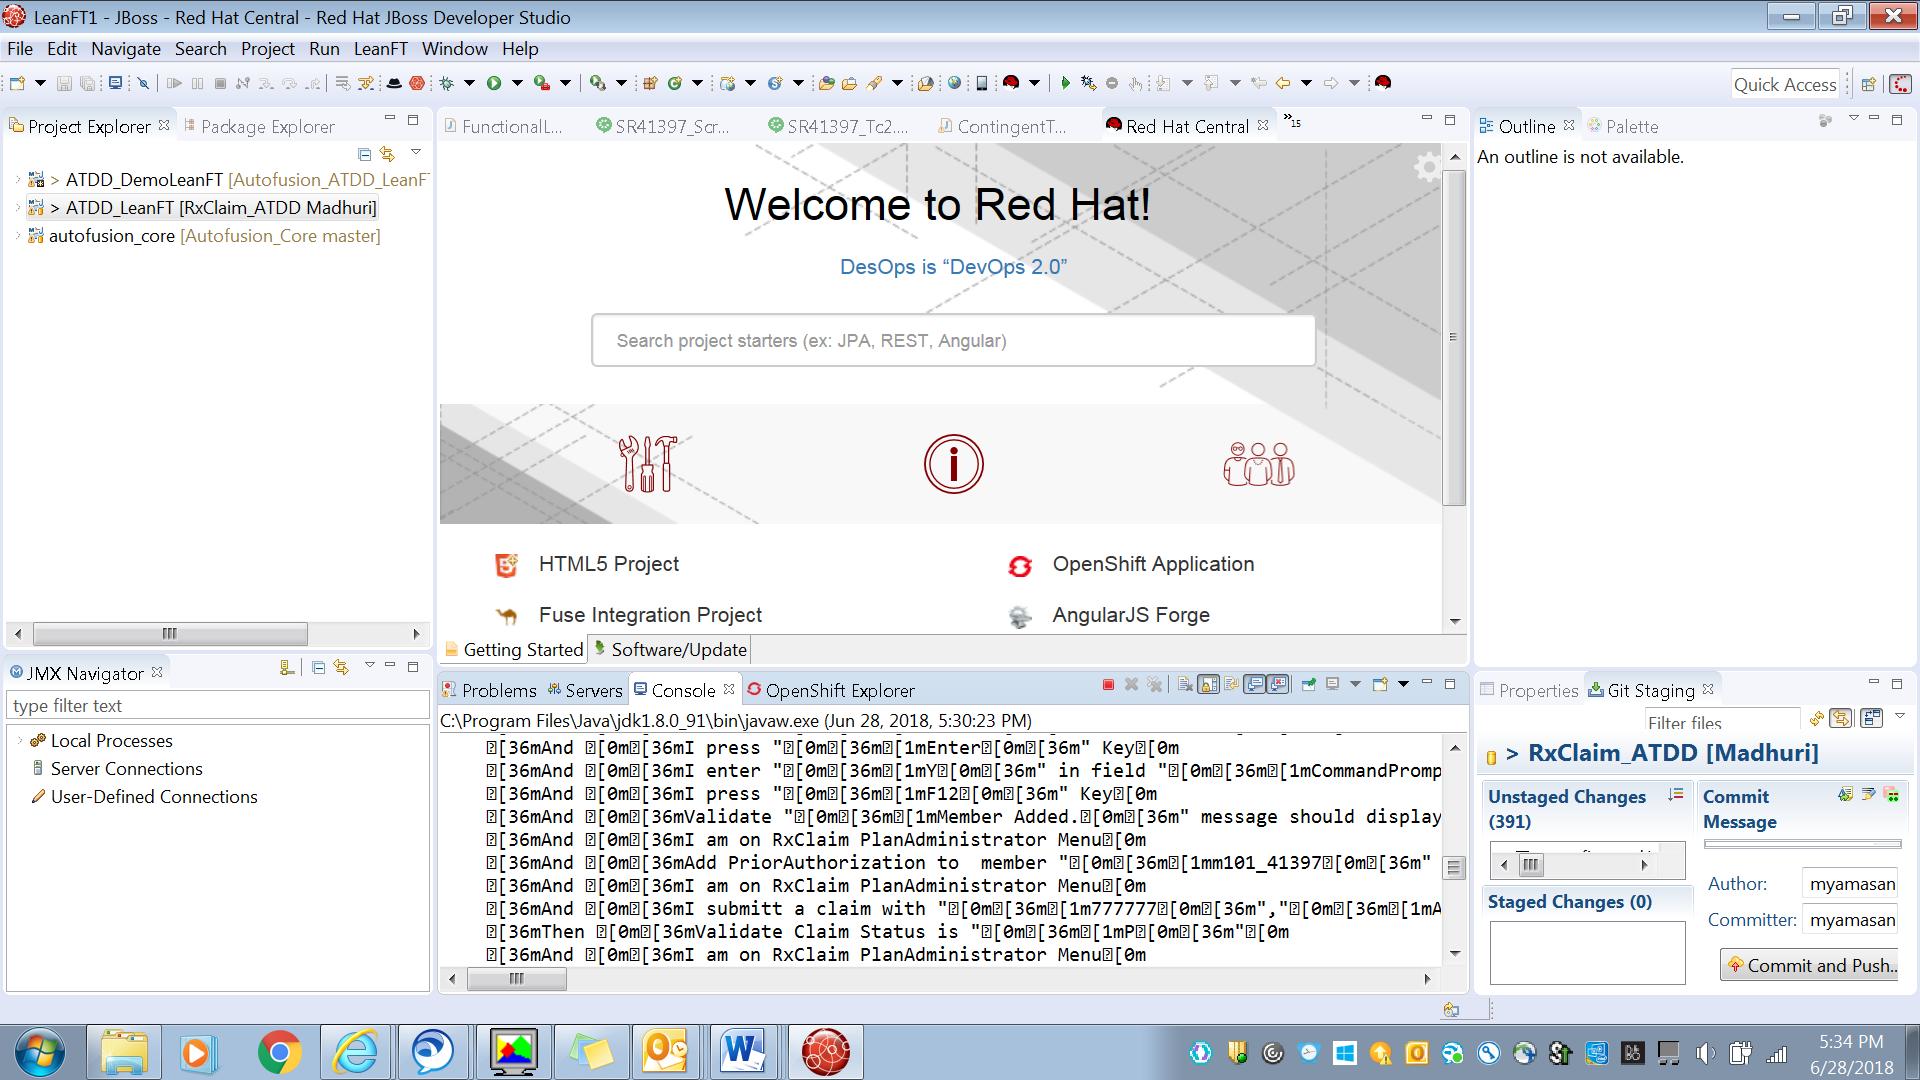 LeanFT1 - JBoss - Red Hat Central - Red Hat JBoss Developer Studio
File Edit Navigate Search Project Run LeanFT Window Help
Quick Access
Project Explorer
Package Explorer
> ATDD_DemoLeanFT [Autofusion_ATDD_LeanFT
> ATDD_LeanFT [RxClaim_ATDD Madhuri]
autofusion_core [Autofusion_Core master]
FunctionalL...
SR41397_Scr...
SR41397_Tc2....
ContingentT...
Red Hat Central
»15
Welcome to Red Hat!
DesOps is “DevOps 2.0”
Search project starters (ex: JPA, REST, Angular)
HTML5 Project
OpenShift Application
Fuse Integration Project
AngularJS Forge
Getting Started
Software/Update
Outline
Palette
An outline is not available.
JMX Navigator
type filter text
Local Processes
Server Connections
User-Defined Connections
Problems
Servers
Console
OpenShift Explorer
C:\Program Files\Java\jdk1.8.0_91\bin\javaw.exe (Jun 28, 2018, 5:30:23 PM)
⍰[36mAnd ⍰[0m⍰[36mI press "⍰[0m⍰[36m⍰[1mEnter⍰[0m⍰[36m" Key⍰[0m
⍰[36mAnd ⍰[0m⍰[36mI enter "⍰[0m⍰[36m⍰[1mY⍰[0m⍰[36m" in field "⍰[0m⍰[36m⍰[1mCommandPromp
⍰[36mAnd ⍰[0m⍰[36mI press "⍰[0m⍰[36m⍰[1mF12⍰[0m⍰[36m" Key⍰[0m
⍰[36mAnd ⍰[0m⍰[36mValidate "⍰[0m⍰[36m⍰[1mMember Added.⍰[0m⍰[36m" message should display
⍰[36mAnd ⍰[0m⍰[36mI am on RxClaim PlanAdministrator Menu⍰[0m
⍰[36mAnd ⍰[0m⍰[36mAdd PriorAuthorization to  member "⍰[0m⍰[36m⍰[1mm101_41397⍰[0m⍰[36m"
⍰[36mAnd ⍰[0m⍰[36mI am on RxClaim PlanAdministrator Menu⍰[0m
⍰[36mAnd ⍰[0m⍰[36mI submitt a claim with "⍰[0m⍰[36m⍰[1m777777⍰[0m⍰[36m","⍰[0m⍰[36m⍰[1mA
⍰[36mThen ⍰[0m⍰[36mValidate Claim Status is "⍰[0m⍰[36m⍰[1mP⍰[0m⍰[36m"⍰[0m
⍰[36mAnd ⍰[0m⍰[36mI am on RxClaim PlanAdministrator Menu⍰[0m
Properties
Git Staging
Filter files
> RxClaim_ATDD [Madhuri]
Unstaged Changes (391)
Staged Changes (0)
Commit Message
Author: myamasan
Committer: myamasan
Commit and Push..
5:34 PM
6/28/2018